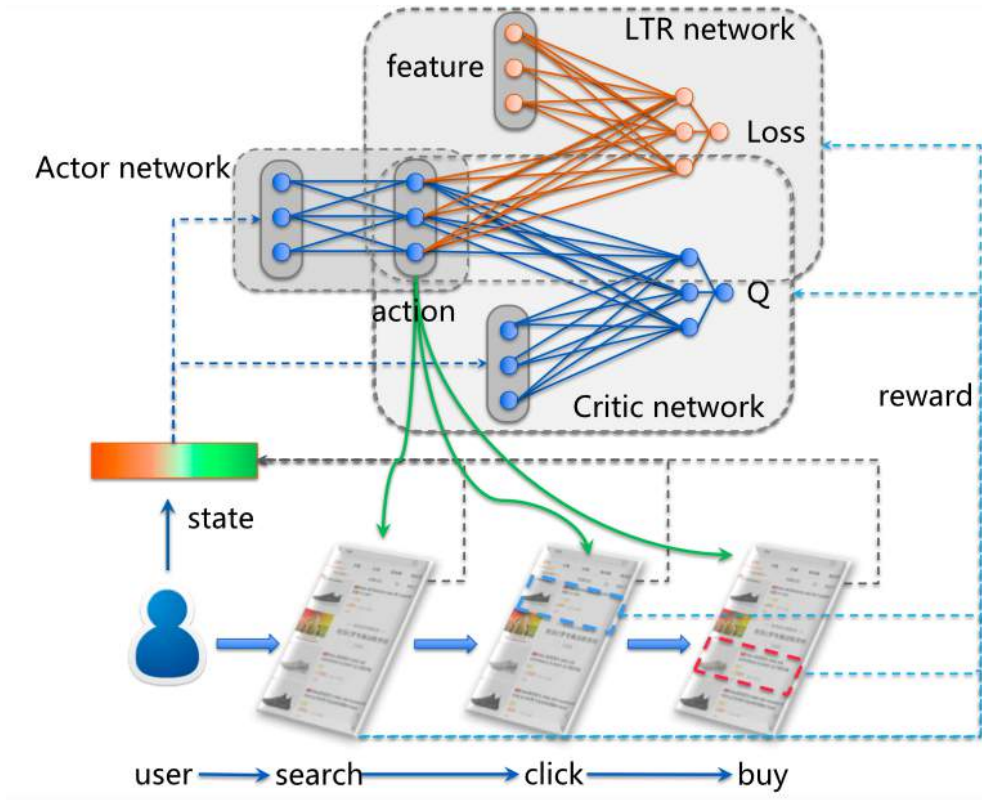 LTR network
feature
Loss
Actor network
action
Q
Critic network
reward
state
user
search
click
buy